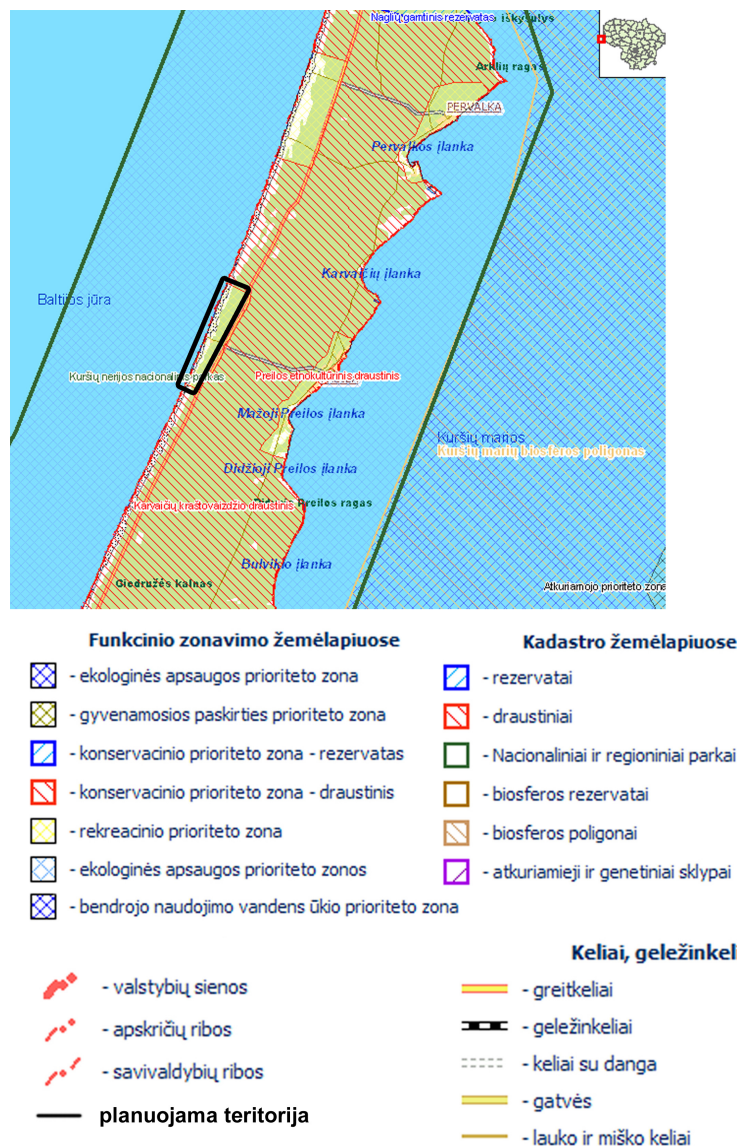 Naglių gamtinis rezervatas
iškyšulys
Arklių ragas
PERVALKA
Pervalkos įlanka
Karvaičių įlanka
Baltijos jūra
Kuršių nerijos nacionalinis parkas
Preilos etnokultūrinis draustinis
Mažoji Preilos įlanka
Kuršių marios
Kuršių marių biosferos poligonas
Didžioji Preilos įlanka
Preilos ragas
Karvaičių kraštovaizdžio draustinis
Bulvikio įlanka
Giedružės kalnas
Atkuriamojo prioriteto zona
Funkcinio zonavimo žemėlapiuose
- ekologinės apsaugos prioriteto zona
- gyvenamosios paskirties prioriteto zona
- konservacinio prioriteto zona - rezervatas
- konservacinio prioriteto zona - draustinis
- rekreacinio prioriteto zona
- ekologinės apsaugos prioriteto zonos
- bendrojo naudojimo vandens ūkio prioriteto zona
Kadastro žemėlapiuose
- rezervatai
- draustiniai
- Nacionaliniai ir regioniniai parkai
- biosferos rezervatai
- biosferos poligonai
- atkuriamieji ir genetiniai sklypai
- valstybių sienos
- apskričių ribos
- savivaldybių ribos
planuojama teritorija
Keliai, geležinkeli
- greitkeliai
- geležinkeliai
- keliai su danga
- gatvės
- lauko ir miško keliai